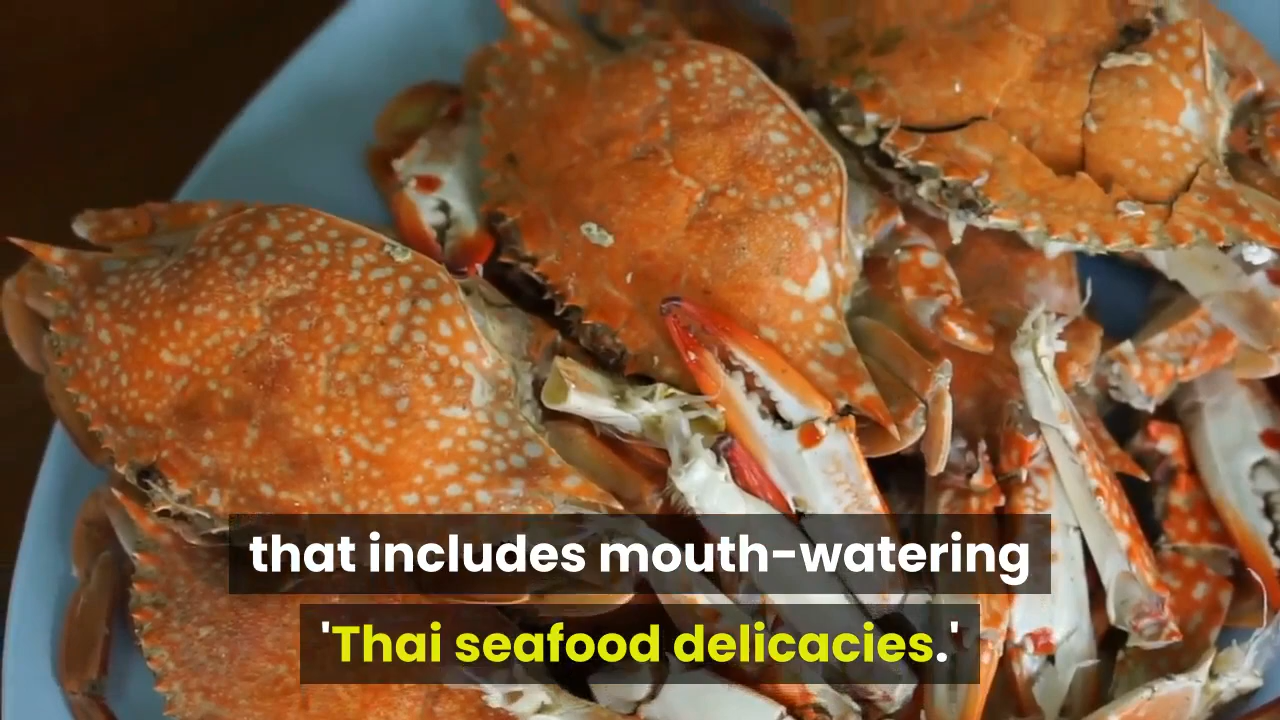 that includes mouth-watering
'Thai seafood delicacies.'